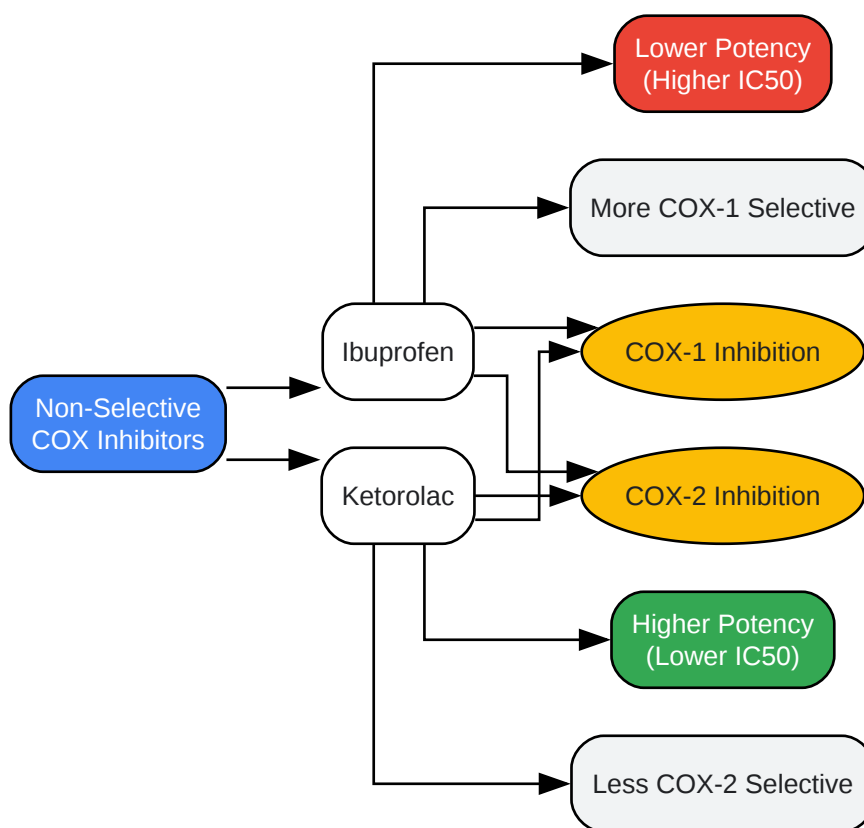 Lower Potency
(Higher IC50)
More COX-1 Selective
Ibuprofen
COX-1 Inhibition
Non-Selective
COX Inhibitors
Ketorolac
COX-2 Inhibition
Higher Potency
(Lower IC50)
Less COX-2 Selective